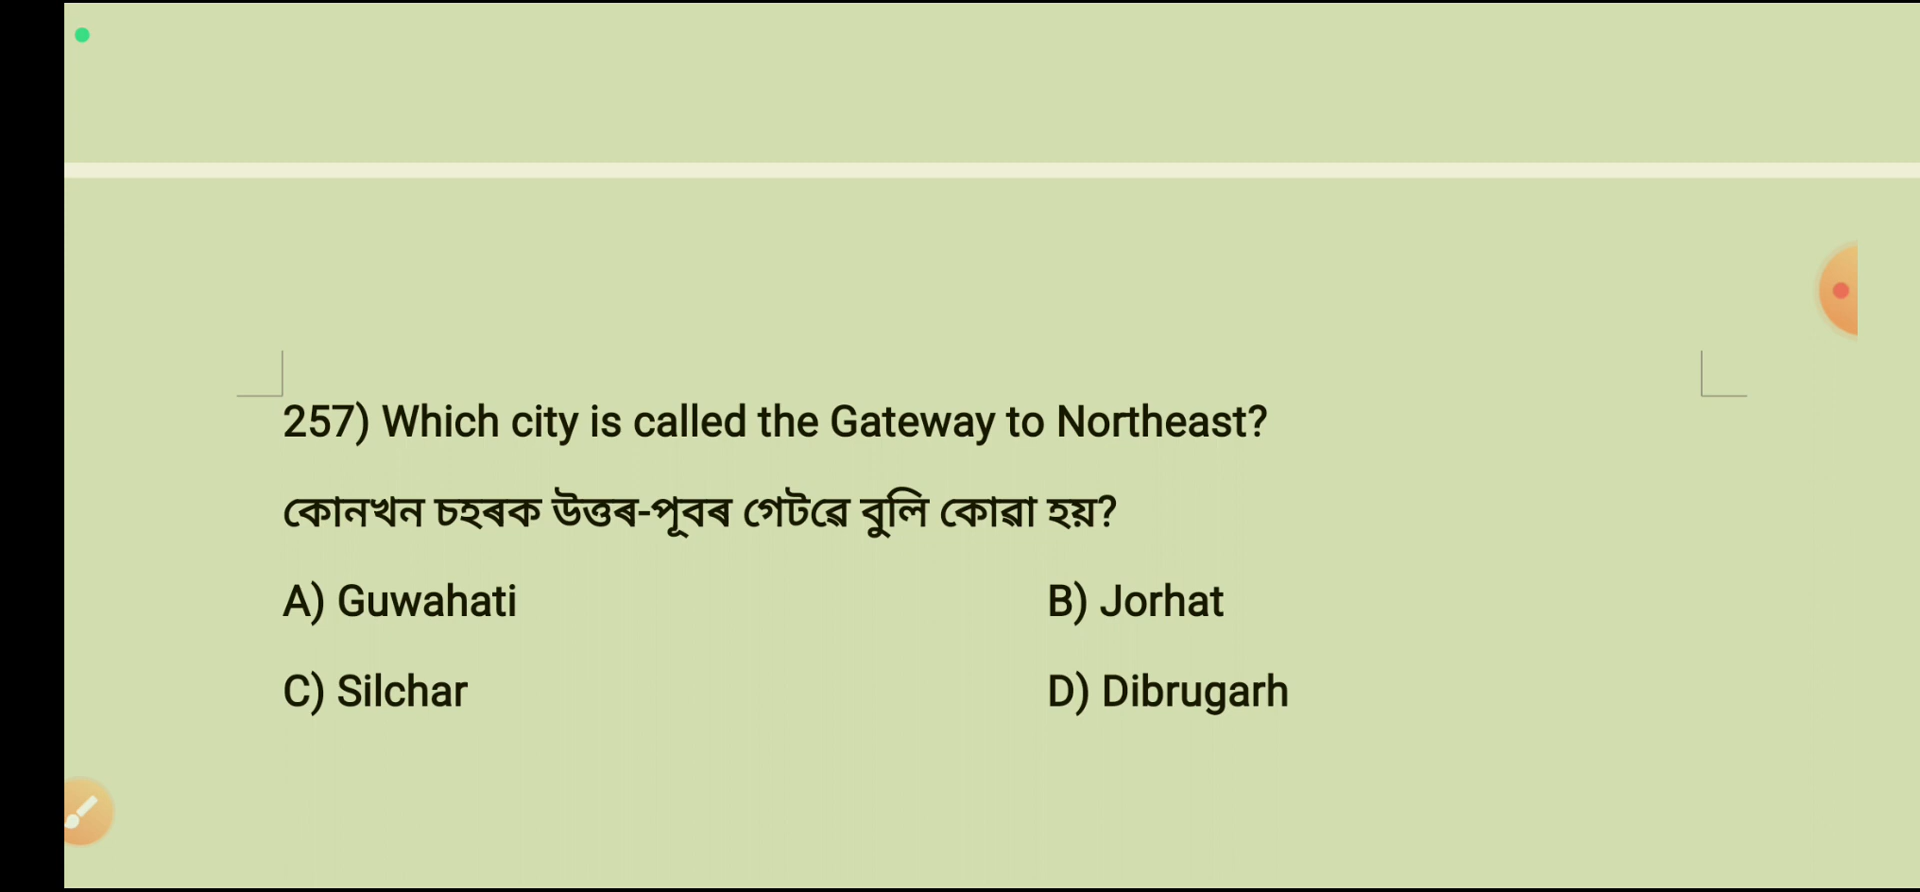 257) Which city is called the Gateway to Northeast?
কোনখন চহৰক উত্তৰ-পূবৰ গেটৱে বুলি কোৱা হয়?
A) Guwahati B) Jorhat
C) Silchar D) Dibrugarh